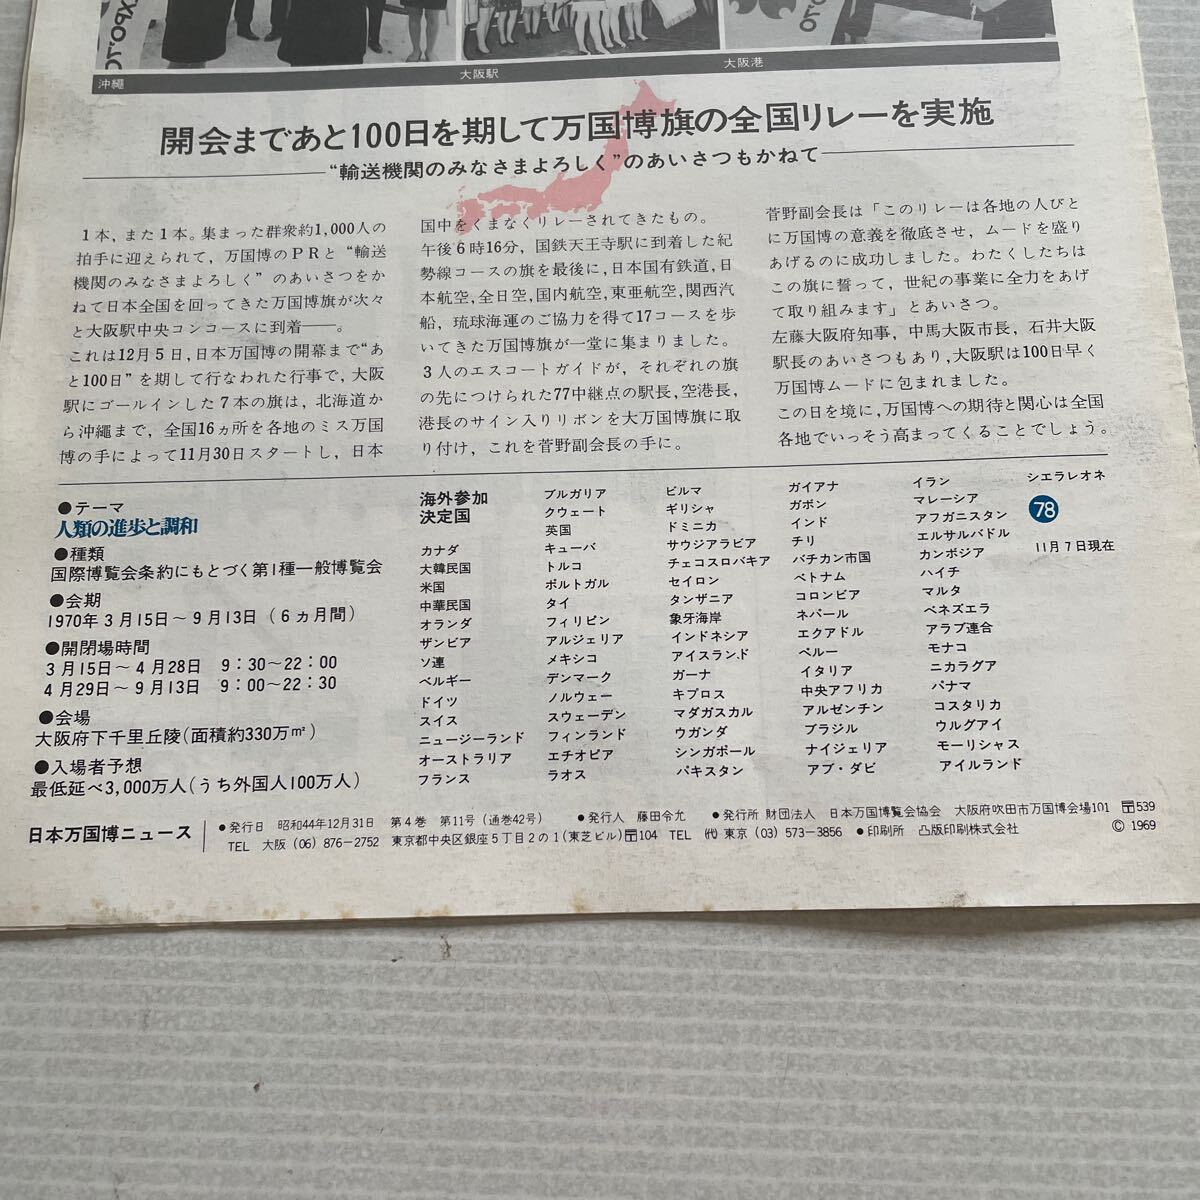 EXPO'70
沖縄
大阪駅
大阪港
開会まであと100日を期して万国博旗の全国リレーを実施
“輸送機関のみなさまよろしく”のあいさつもかねて
1本，また1本。集まった群衆約1,000人の
拍手に迎えられて，万国博のPRと“輸送
機関のみなさまよろしく”のあいさつをか
ねて日本全国を回ってきた万国博旗が次々
と大阪駅中央コンコースに到着――。
これは12月5日，日本万国博の開幕まで“あ
と100日”を期して行なわれた行事で，大阪
駅にゴールインした7本の旗は，北海道か
ら沖縄まで，全国16ヵ所を各地のミス万国
博の手によって11月30日スタートし，日本
国中をくまなくリレーされてきたもの。
午後6時16分，国鉄天王寺駅に到着した紀
勢線コースの旗を最後に，日本国有鉄道，日
本航空，全日空，国内航空，東亜航空，関西汽
船，琉球海運のご協力を得て17コースを歩
いてきた万国博旗が一堂に集まりました。
3人のエスコートガイドが，それぞれの旗
の先につけられた77中継点の駅長，空港長，
港長のサイン入りリボンを大万国博旗に取
り付け，これを菅野副会長の手に。
菅野副会長は「このリレーは各地の人びと
に万国博の意義を徹底させ，ムードを盛り
あげるのに成功しました。わたくしたちは
この旗に誓って，世紀の事業に全力をあげ
て取り組みます」とあいさつ。
左藤大阪府知事，中馬大阪市長，石井大阪
駅長のあいさつもあり，大阪駅は100日早く
万国博ムードに包まれました。
この日を境に，万国博への期待と関心は全国
各地でいっそう高まってくることでしょう。
●テーマ
人類の進歩と調和
●種類
国際博覧会条約にもとづく第1種一般博覧会
●会期
1970年3月15日～9月13日（6ヵ月間）
●開閉場時間
3月15日～4月28日 9：30～22：00
4月29日～9月13日 9：00～22：30
●会場
大阪府下千里丘陵（面積約330万㎡）
●入場者予想
最低延べ3,000万人（うち外国人100万人）
海外参加
決定国
カナダ
大韓民国
米国
中華民国
オランダ
ザンビア
ソ連
ベルギー
ドイツ
スイス
ニュージーランド
オーストラリア
フランス
ブルガリア
クウェート
英国
キューバ
トルコ
ポルトガル
タイ
フィリピン
アルジェリア
メキシコ
デンマーク
ノルウェー
スウェーデン
フィンランド
エチオピア
ラオス
ビルマ
ギリシャ
ドミニカ
サウジアラビア
チェコスロバキア
セイロン
タンザニア
象牙海岸
インドネシア
アイスランド
ガーナ
キプロス
マダガスカル
ウガンダ
シンガポール
パキスタン
ガイアナ
ガボン
インド
チリ
バチカン市国
ベトナム
コロンビア
ネパール
エクアドル
ペルー
イタリア
中央アフリカ
アルゼンチン
ブラジル
ナイジェリア
アブ・ダビ
イラン
マレーシア
アフガニスタン
エルサルバドル
カンボジア
ハイチ
マルタ
ベネズエラ
アラブ連合
モナコ
ニカラグア
パナマ
コスタリカ
ウルグアイ
モーリシャス
アイルランド
シエラレオネ
78
11月7日現在
日本万国博ニュース
●発行日 昭和44年12月31日 第4巻 第11号（通巻42号） ●発行人 藤田令允 ●発行所 財団法人 日本万国博覧会協会 大阪府吹田市万国博会場101 〒539
TEL 大阪（06）876－2752 東京都中央区銀座5丁目2の1（東芝ビル）〒104 TEL ㈹ 東京（03）573－3856 ●印刷所 凸版印刷株式会社
Ⓒ 1969